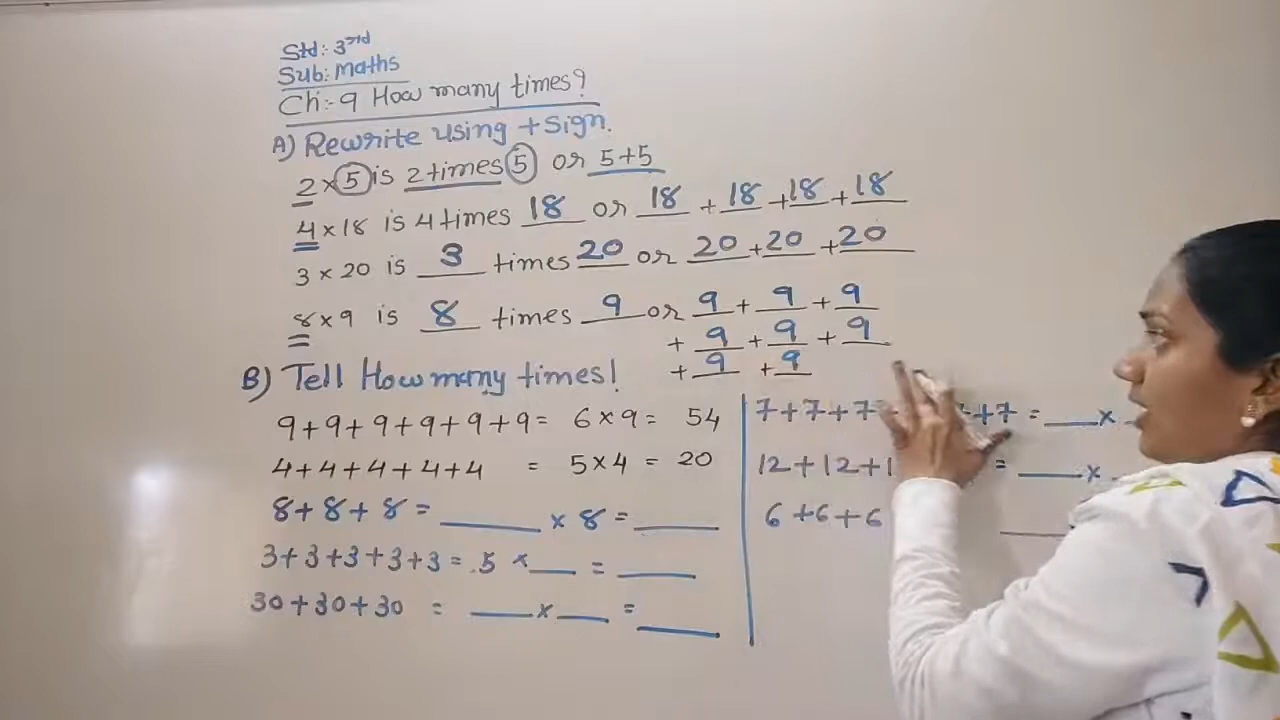 Std:- 3rd
Sub: Maths
Ch:- 9 How many times?
A) Rewrite using + Sign.
2 × 5 is 2 times 5 or 5+5
4 × 18 is 4 times 18 or 18 + 18 + 18 + 18
3 × 20 is 3 times 20 or 20 + 20 + 20
8 × 9 is 8 times 9 or 9 + 9 + 9
+ 9 + 9 + 9
+ 9 + 9
B) Tell How many times!
9+9+9+9+9+9 = 6 × 9 = 54
4+4+4+4+4 = 5 × 4 = 20
8+8+8 = ____ × 8 = ____
3+3+3+3+3 = 5 × ____ = ____
30+30+30 = ____ × ____ = ____
7+7+7 +7 = ____ ×
12+12+1 = ____ ×
6+6+6 ____